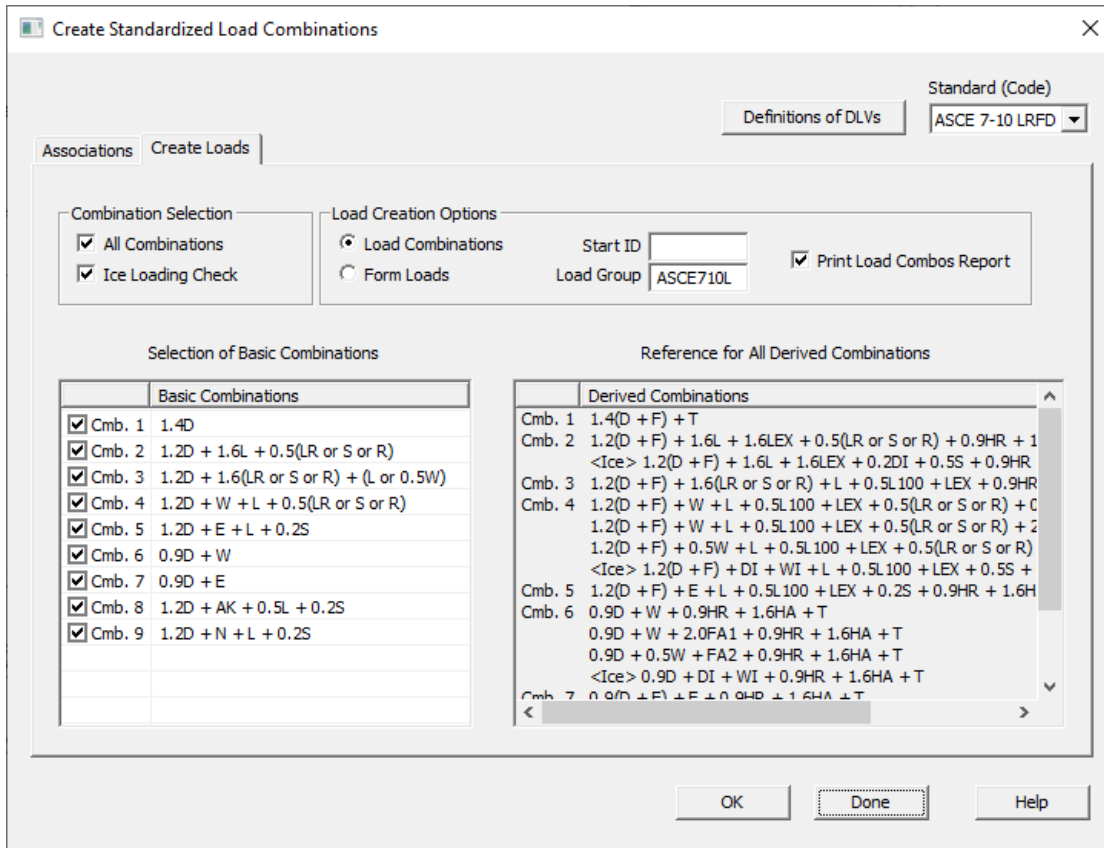 Create Standardized Load Combinations
Standard (Code)
Definitions of DLVs
ASCE 7-10 LRFD
Associations
Create Loads
Combination Selection
All Combinations
Ice Loading Check
Load Creation Options
Load Combinations
Form Loads
Start ID
Load Group ASCE710L
Print Load Combos Report
Selection of Basic Combinations
Basic Combinations
Cmb. 1 1.4D
Cmb. 2 1.2D + 1.6L + 0.5(LR or S or R)
Cmb. 3 1.2D + 1.6(LR or S or R) + (L or 0.5W)
Cmb. 4 1.2D + W + L + 0.5(LR or S or R)
Cmb. 5 1.2D + E + L + 0.2S
Cmb. 6 0.9D + W
Cmb. 7 0.9D + E
Cmb. 8 1.2D + AK + 0.5L + 0.2S
Cmb. 9 1.2D + N + L + 0.2S
Reference for All Derived Combinations
Derived Combinations
Cmb. 1 1.4(D + F) + T
Cmb. 2 1.2(D + F) + 1.6L + 1.6LEX + 0.5(LR or S or R) + 0.9HR + 1
<Ice> 1.2(D + F) + 1.6L + 1.6LEX + 0.2DI + 0.5S + 0.9HR
Cmb. 3 1.2(D + F) + 1.6(LR or S or R) + L + 0.5L100 + LEX + 0.9HR
Cmb. 4 1.2(D + F) + W + L + 0.5L100 + LEX + 0.5(LR or S or R) + 0
1.2(D + F) + W + L + 0.5L100 + LEX + 0.5(LR or S or R) + 2
1.2(D + F) + 0.5W + L + 0.5L100 + LEX + 0.5(LR or S or R)
<Ice> 1.2(D + F) + DI + WI + L + 0.5L100 + LEX + 0.5S +
Cmb. 5 1.2(D + F) + E + L + 0.5L100 + LEX + 0.2S + 0.9HR + 1.6H
Cmb. 6 0.9D + W + 0.9HR + 1.6HA + T
0.9D + W + 2.0FA1 + 0.9HR + 1.6HA + T
0.9D + 0.5W + FA2 + 0.9HR + 1.6HA + T
<Ice> 0.9D + DI + WI + 0.9HR + 1.6HA + T
Cmb. 7 0.9(D + F) + E + 0.9HR + 1.6HA + T
OK
Done
Help